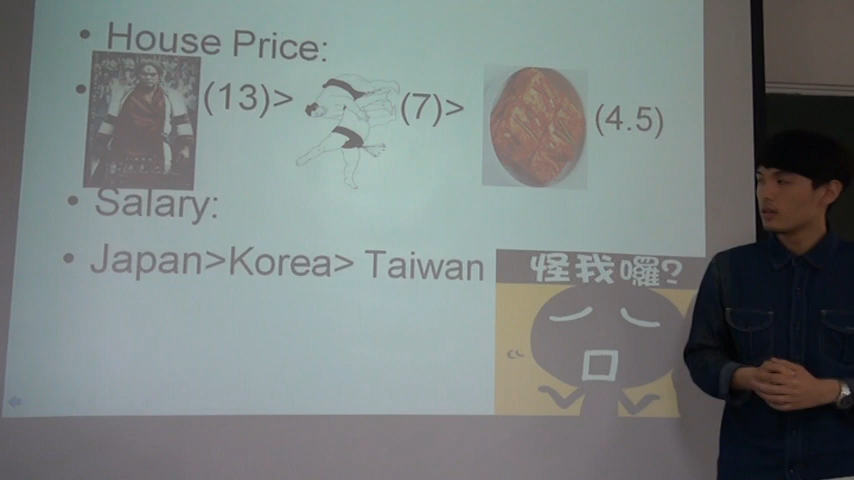 • House Price:
• (13)> (7)> (4.5)
• Salary:
• Japan>Korea> Taiwan
怪我囉?